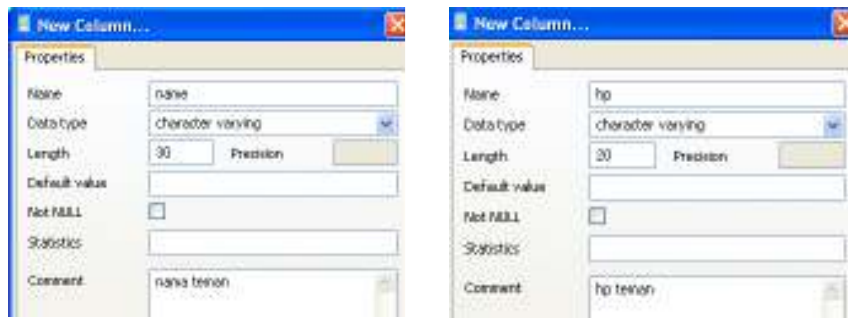 New Column...
Properties
Name nama
Data type character varying
Length 30 Precision
Default value
Not NULL
Statistics
Comment nama teman
New Column...
Properties
Name hp
Data type character varying
Length 20 Precision
Default value
Not NULL
Statistics
Comment hp teman